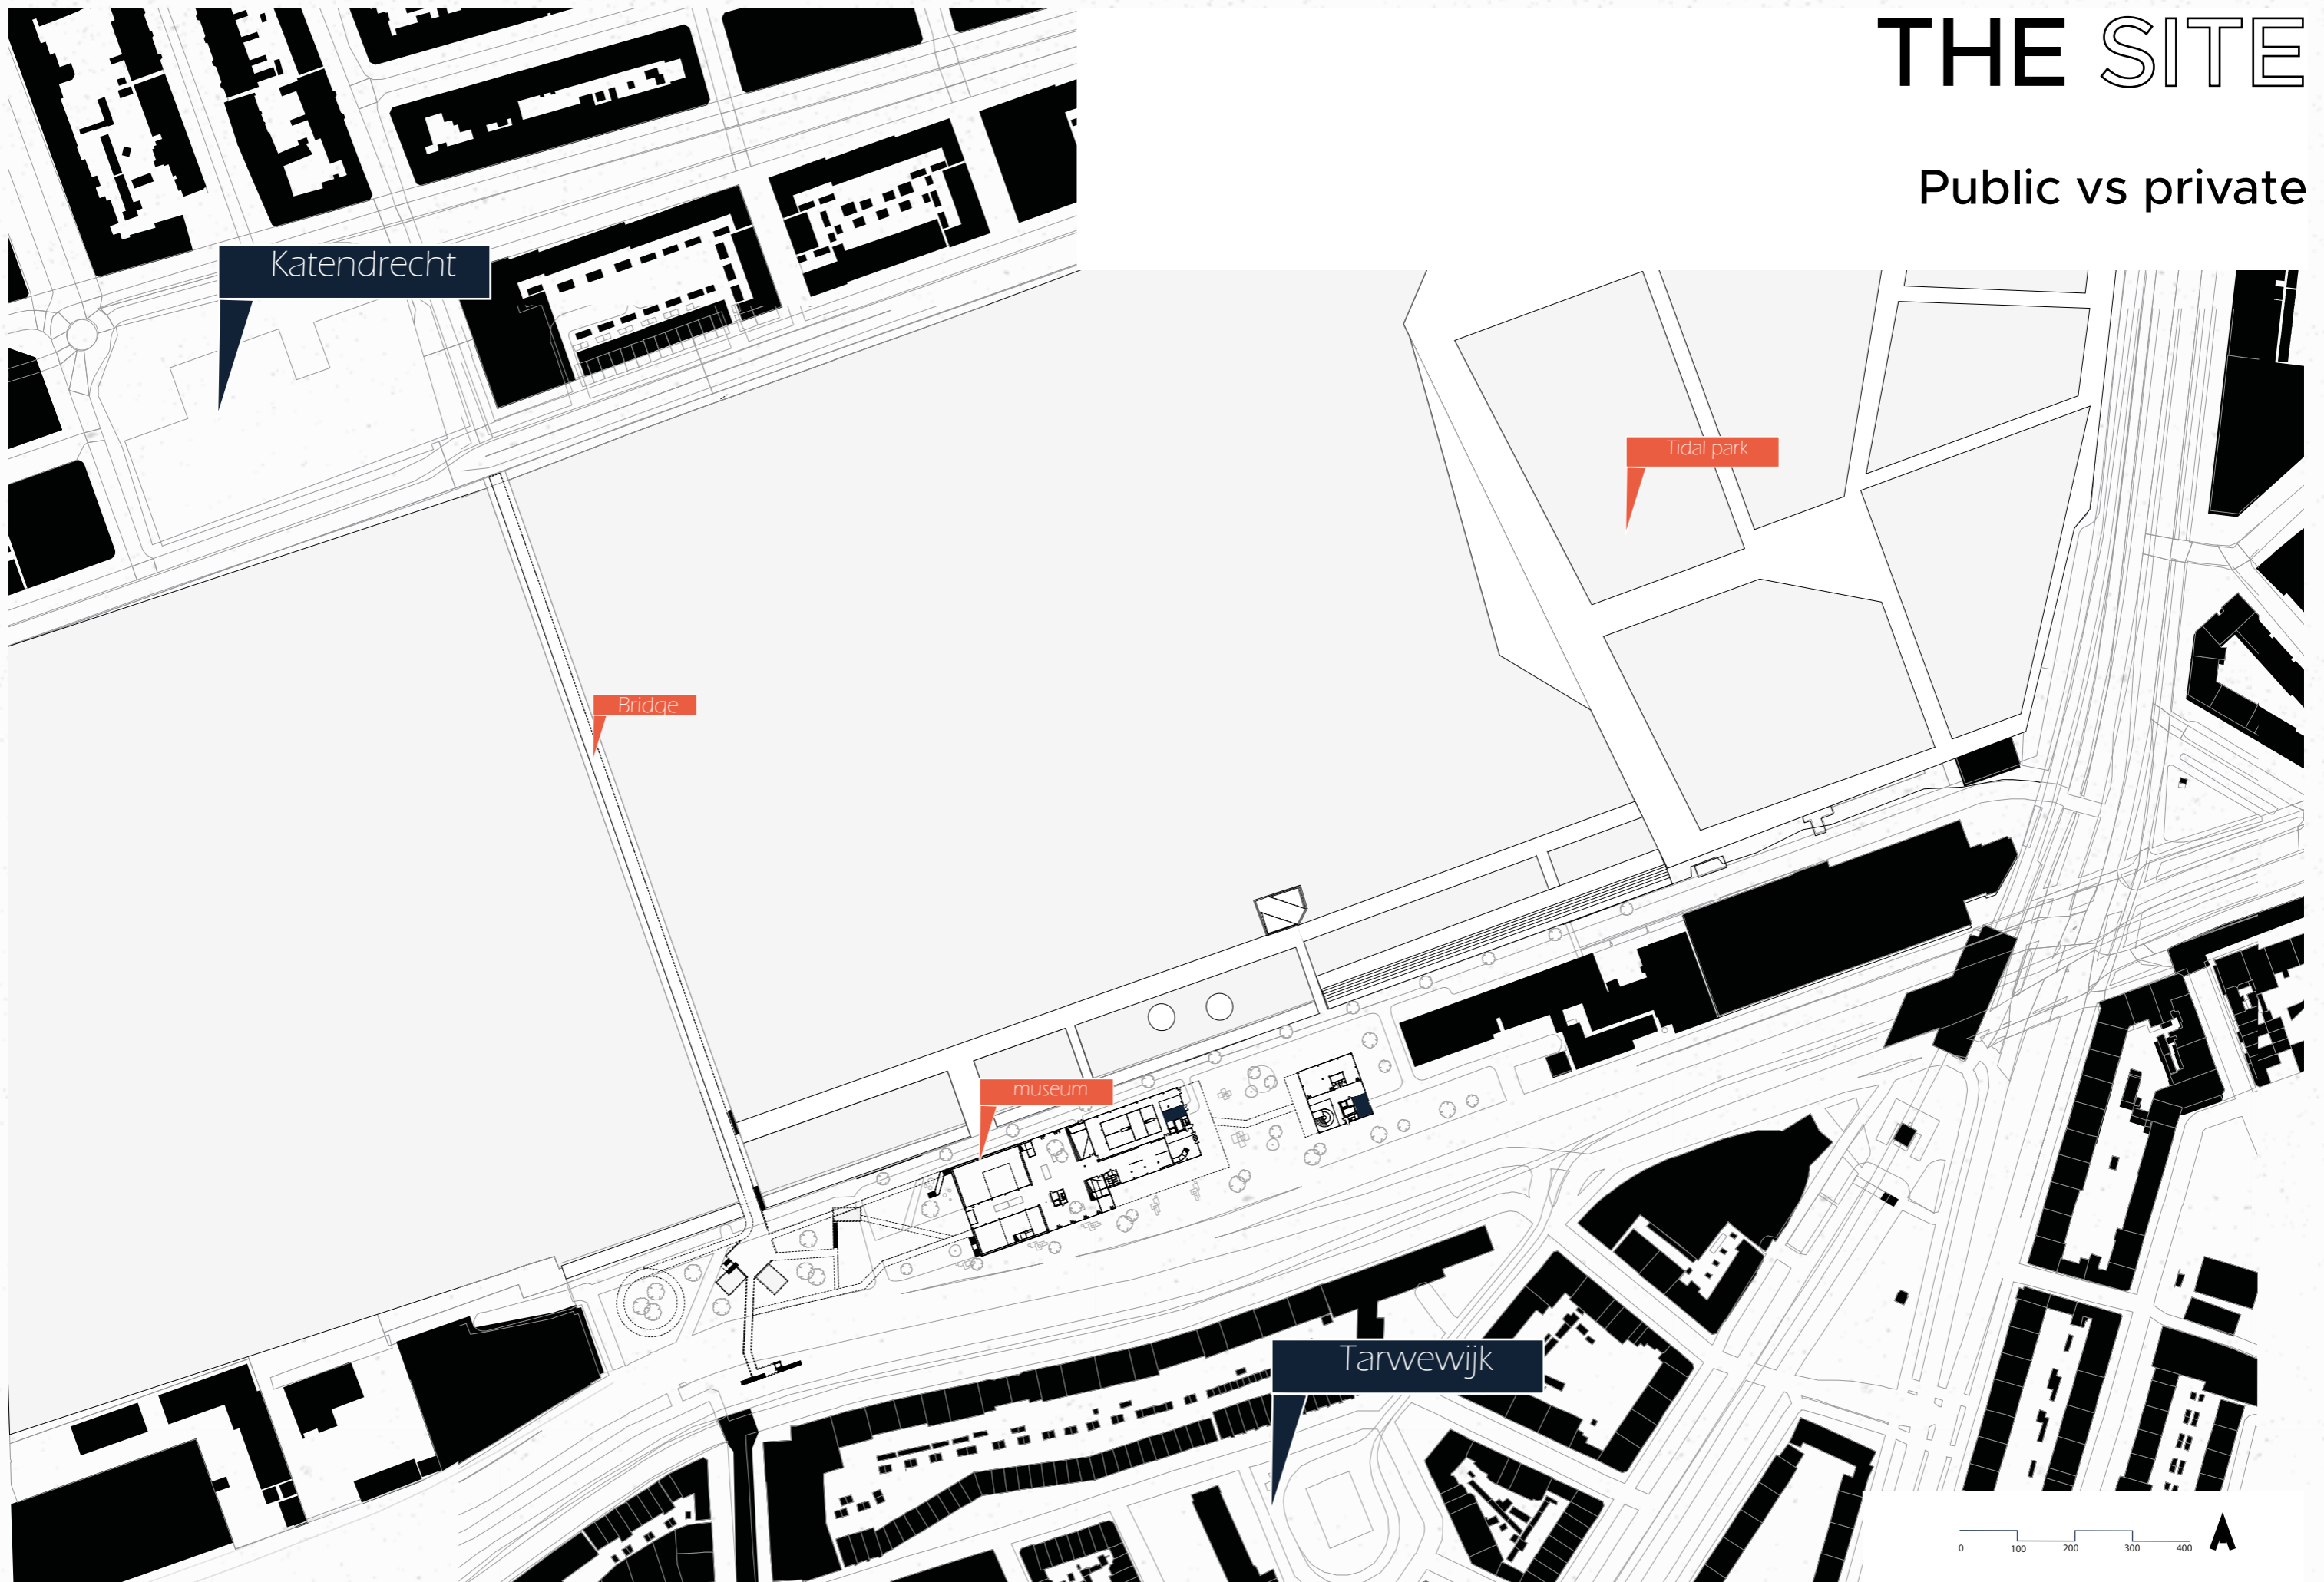 THE SITE
Public vs private
Katendrecht
Tidal park
Bridge
museum
Tarwewijk
0 100 200 300 400